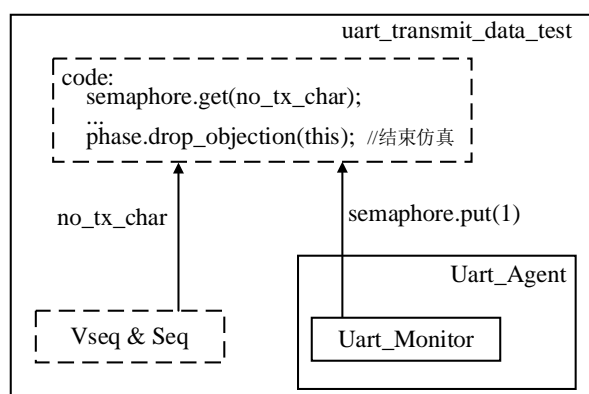 uart_transmit_data_test
code:
semaphore.get(no_tx_char);
...
phase.drop_objection(this); //结束仿真
no_tx_char
semaphore.put(1)
Uart_Agent
Vseq & Seq
Uart_Monitor